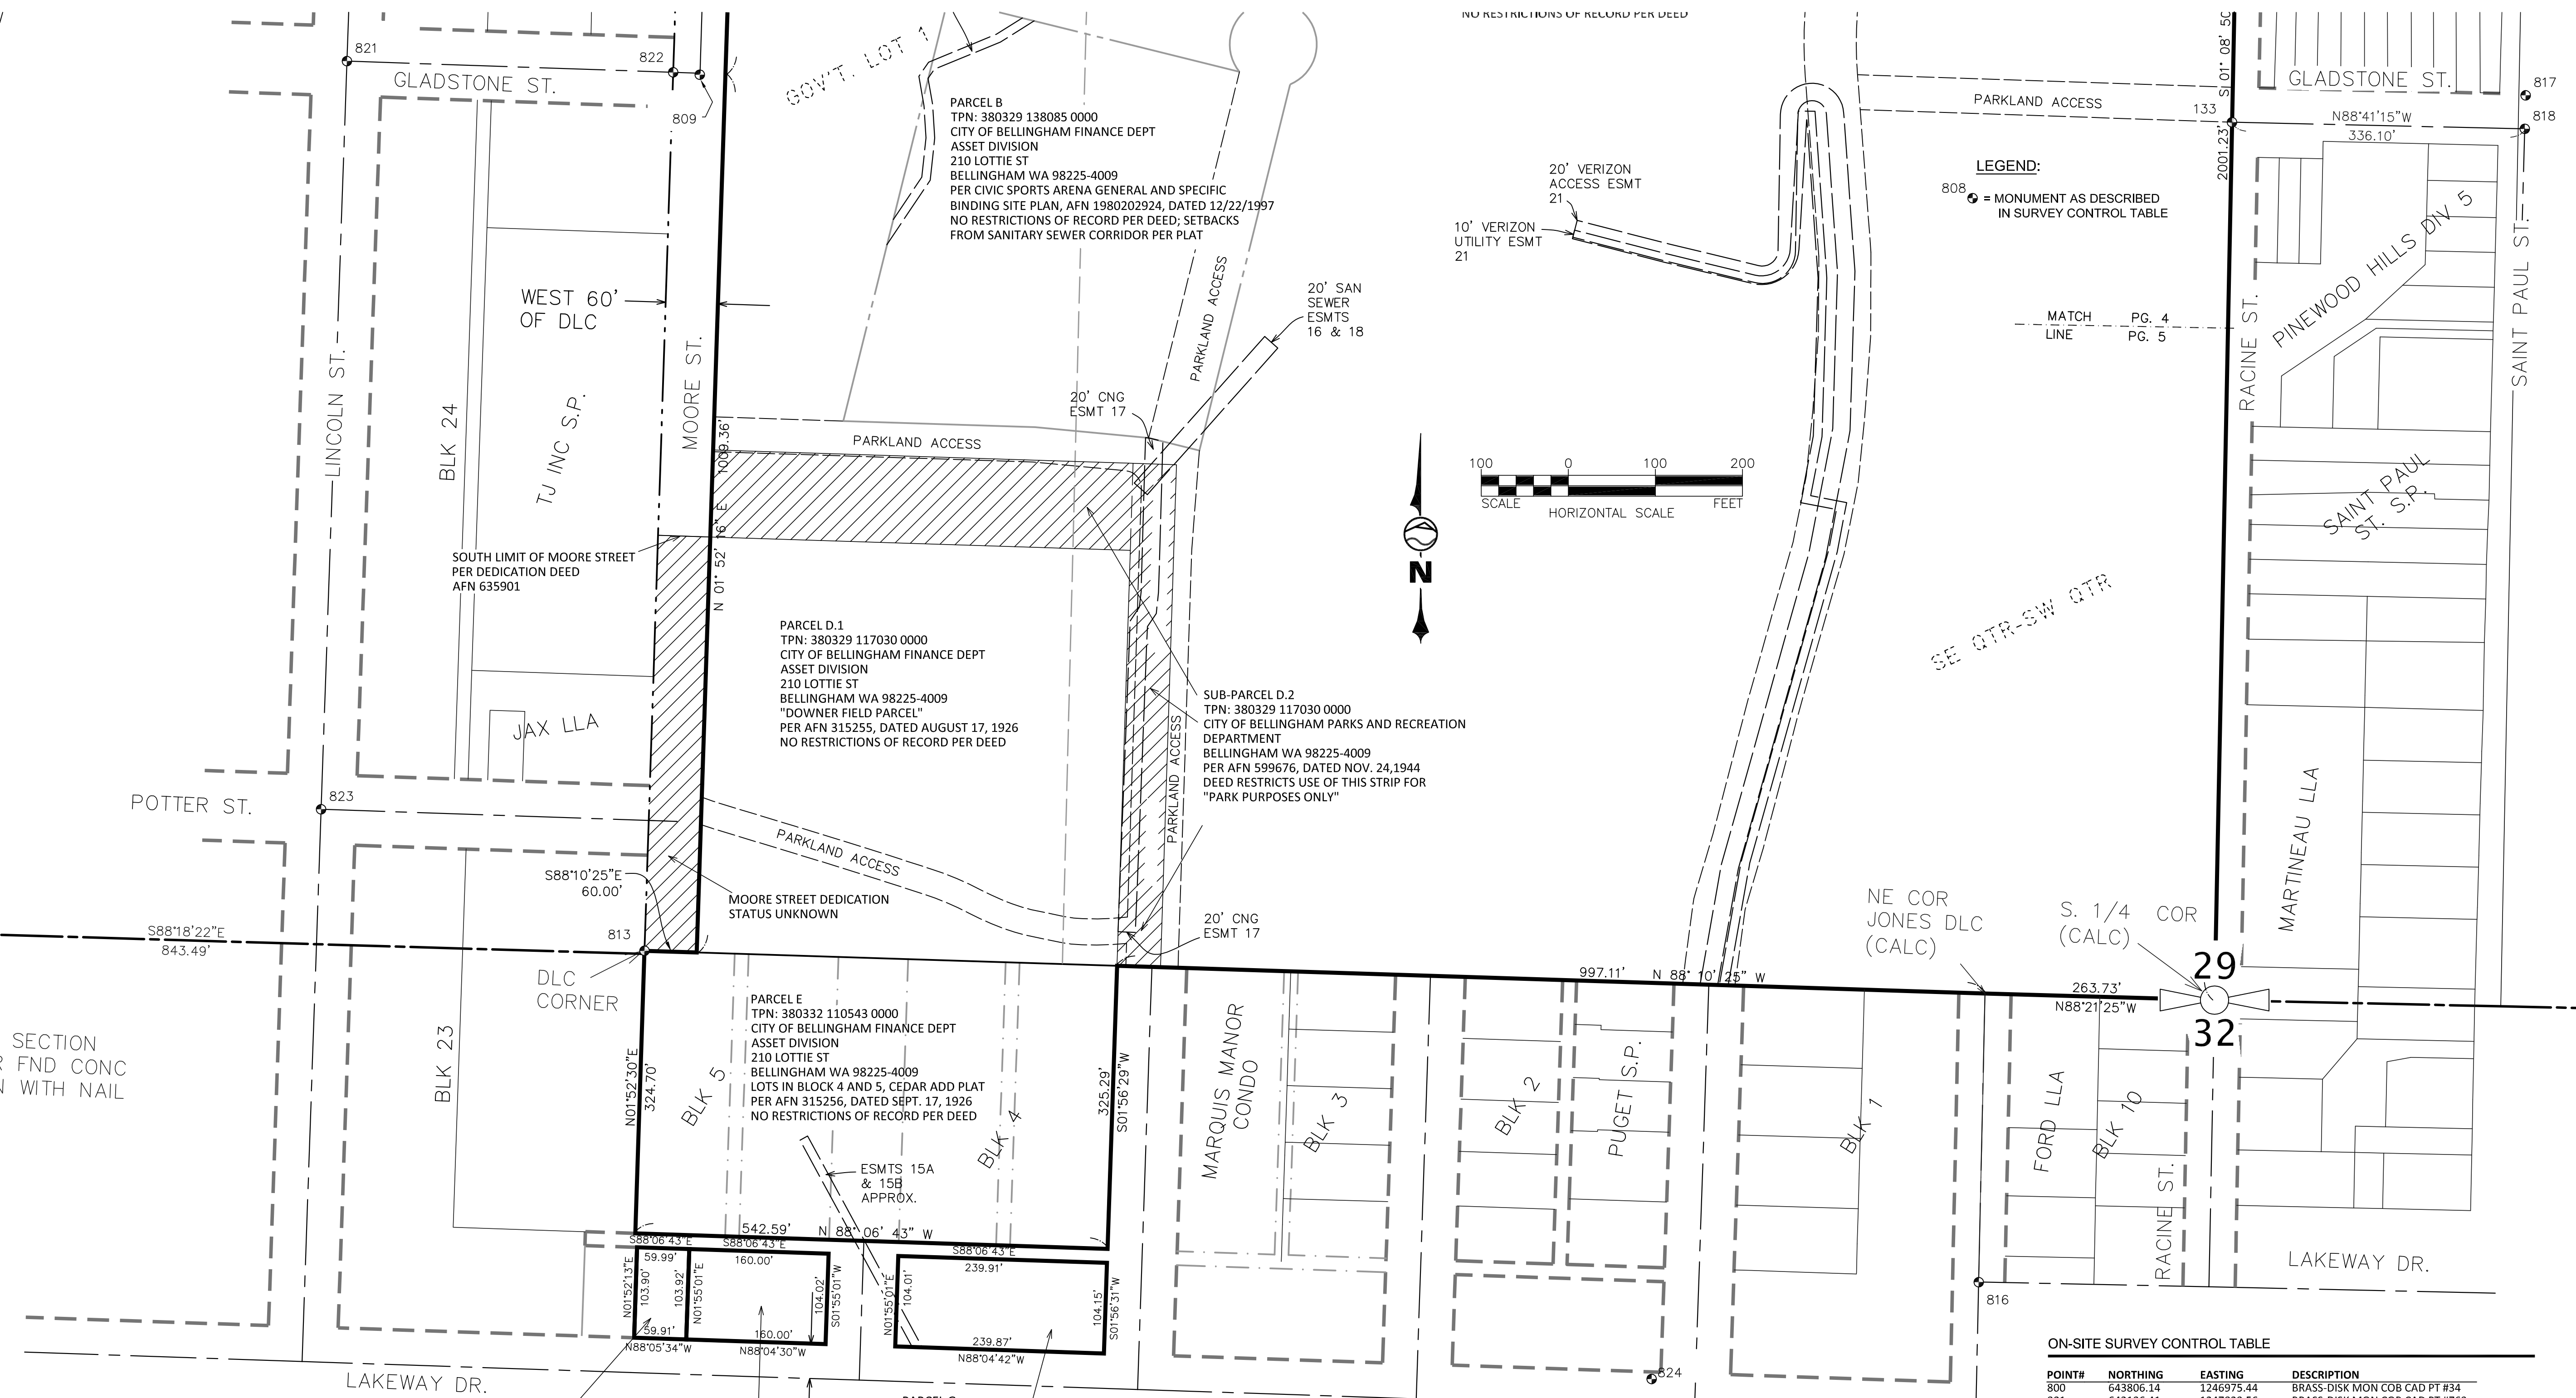 NO RESTRICTIONS OF RECORD PER DEED
821
822
GLADSTONE ST.
809
GOV'T. LOT 1
PARCEL B
TPN: 380329 138085 0000
CITY OF BELLINGHAM FINANCE DEPT
ASSET DIVISION
210 LOTTIE ST
BELLINGHAM WA 98225-4009
PER CIVIC SPORTS ARENA GENERAL AND SPECIFIC
BINDING SITE PLAN, AFN 1980202924, DATED 12/22/1997
NO RESTRICTIONS OF RECORD PER DEED; SETBACKS
FROM SANITARY SEWER CORRIDOR PER PLAT
PARKLAND ACCESS
20' VERIZON
ACCESS ESMT
21
10' VERIZON
UTILITY ESMT
21
PARKLAND ACCESS
133
S 01° 08' 50
2001.23'
GLADSTONE ST.
817
818
N88°41'15"W
336.10'
LEGEND:
808
= MONUMENT AS DESCRIBED
IN SURVEY CONTROL TABLE
MATCH PG. 4
LINE PG. 5
RACINE ST.
PINEWOOD HILLS DIV 5
SAINT PAUL ST.
WEST 60'
OF DLC
LINCOLN ST.
BLK 24
TJ INC S.P.
MOORE ST.
20' SAN
SEWER
ESMTS
16 & 18
20' CNG
ESMT 17
PARKLAND ACCESS
1009.36'
N 01° 52' 16" E
100 0 100 200
SCALE
HORIZONTAL SCALE
FEET
N
SAINT PAUL
ST. S.P.
SOUTH LIMIT OF MOORE STREET
PER DEDICATION DEED
AFN 635901
JAX LLA
PARCEL D.1
TPN: 380329 117030 0000
CITY OF BELLINGHAM FINANCE DEPT
ASSET DIVISION
210 LOTTIE ST
BELLINGHAM WA 98225-4009
"DOWNER FIELD PARCEL"
PER AFN 315255, DATED AUGUST 17, 1926
NO RESTRICTIONS OF RECORD PER DEED
SUB-PARCEL D.2
TPN: 380329 117030 0000
CITY OF BELLINGHAM PARKS AND RECREATION
DEPARTMENT
BELLINGHAM WA 98225-4009
PER AFN 599676, DATED NOV. 24,1944
DEED RESTRICTS USE OF THIS STRIP FOR
"PARK PURPOSES ONLY"
PARKLAND ACCESS
SE QTR-SW QTR
MARTINEAU LLA
POTTER ST.
823
PARKLAND ACCESS
S88°10'25"E
60.00'
MOORE STREET DEDICATION
STATUS UNKNOWN
20' CNG
ESMT 17
S88°18'22"E
843.49'
813
DLC
CORNER
NE COR
JONES DLC
(CALC)
S. 1/4 COR
(CALC)
997.11' N 88° 10' 25" W
263.73'
N88°21'25"W
29
32
SECTION
FND CONC
WITH NAIL
BLK 23
N01°52'30"E
324.70'
BLK 5
PARCEL E
TPN: 380332 110543 0000
CITY OF BELLINGHAM FINANCE DEPT
ASSET DIVISION
210 LOTTIE ST
BELLINGHAM WA 98225-4009
LOTS IN BLOCK 4 AND 5, CEDAR ADD PLAT
PER AFN 315256, DATED SEPT. 17, 1926
NO RESTRICTIONS OF RECORD PER DEED
BLK 4
325.29'
S01°56'29"W
MARQUIS MANOR
CONDO
BLK 3
BLK 2
PUGET S.P.
BLK 1
FORD LLA
BLK 10
RACINE ST.
LAKEWAY DR.
ESMTS 15A
& 15B
APPROX.
542.59' N 88° 06' 43" W
S88°06'43"E
59.99'
S88°06'43"E
160.00'
S88°06'43"E
239.91'
N01°52'13"E
103.90'
103.92'
N01°55'01"E
104.02'
S01°55'01"W
N01°55'01"E
104.01'
104.15'
S01°56'31"W
59.91'
N88°05'34"W
160.00'
N88°04'30"W
239.87'
N88°04'42"W
816
824
LAKEWAY DR.
ON-SITE SURVEY CONTROL TABLE
POINT# NORTHING EASTING DESCRIPTION
800 643806.14 1246975.44 BRASS-DISK MON COB CAD PT #34